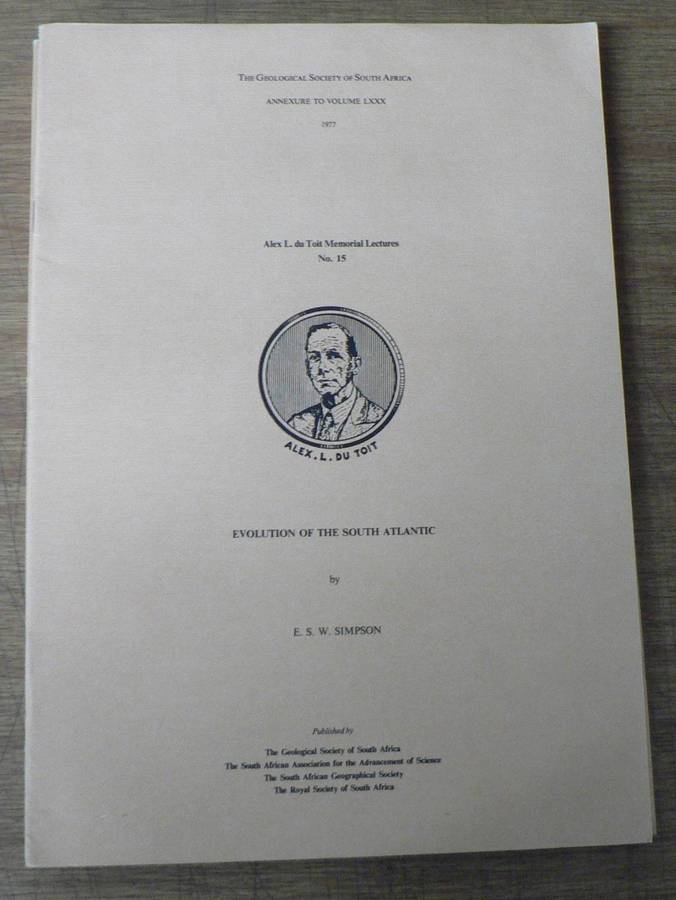 THE GEOLOGICAL SOCIETY OF SOUTH AFRICA
ANNEXURE TO VOLUME LXXX
1977
Alex L. du Toit Memorial Lectures
No. 15
ALEX. L. DU TOIT
EVOLUTION OF THE SOUTH ATLANTIC
by
E. S. W. SIMPSON
Published by
The Geological Society of South Africa
The South African Association for the Advancement of Science
The South African Geographical Society
The Royal Society of South Africa